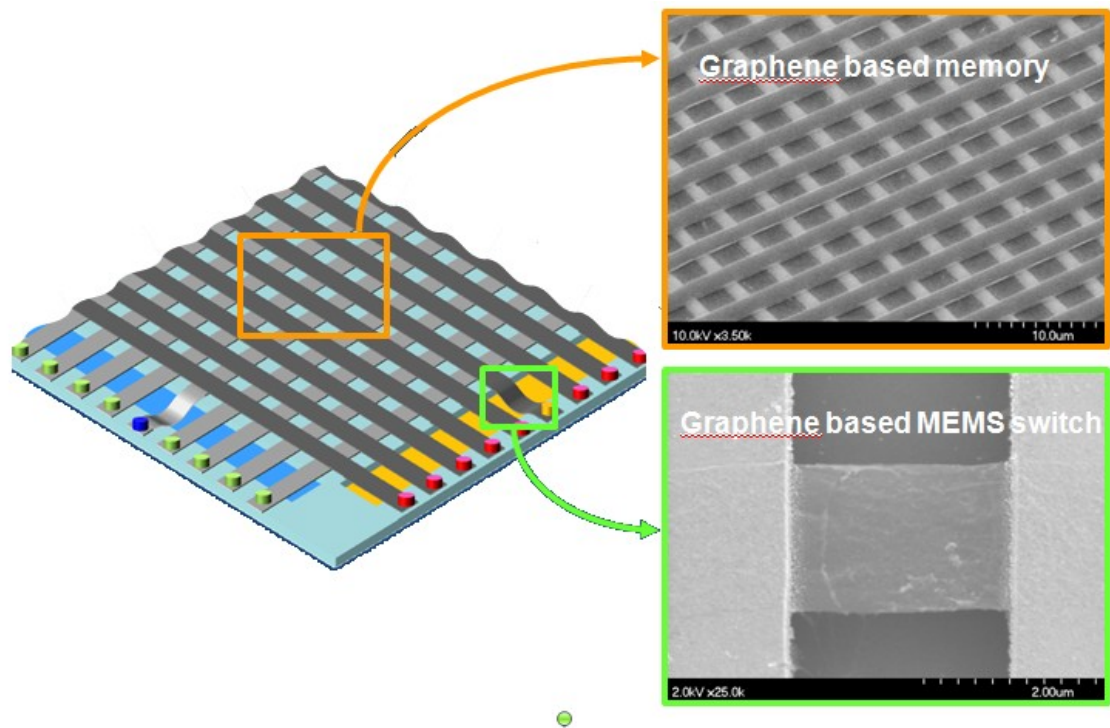 Graphene based memory
10.0kV x3.50k 10.0um
Graphene based MEMS switch
2.0kV x25.0k 2.00um